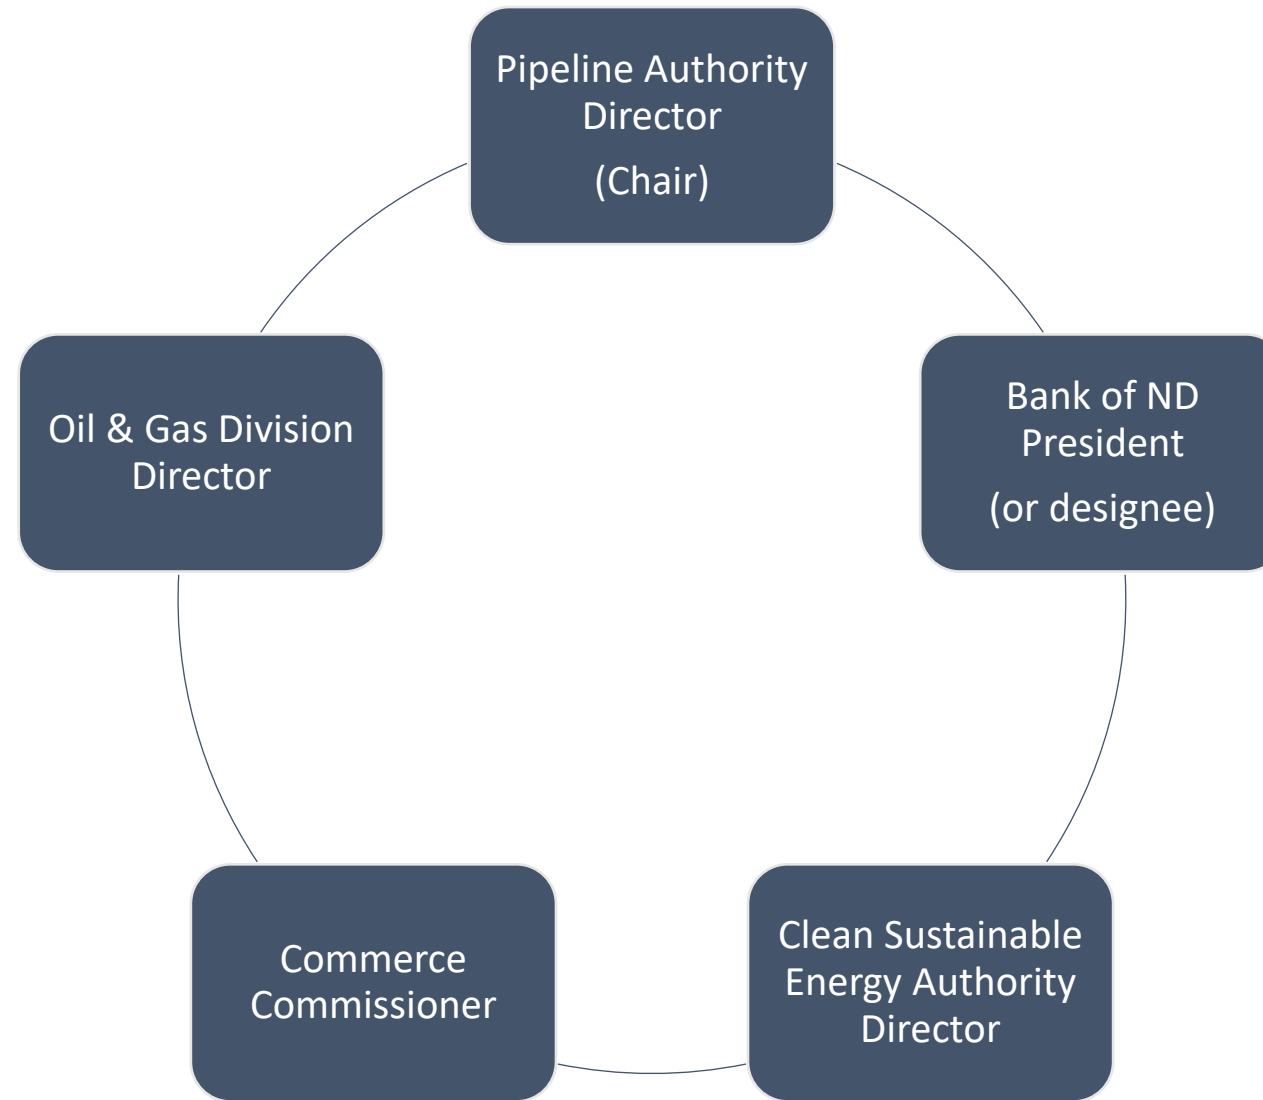 Pipeline Authority
Director
(Chair)
Bank of ND
President
(or designee)
Clean Sustainable
Energy Authority
Director
Commerce
Commissioner
Oil & Gas Division
Director